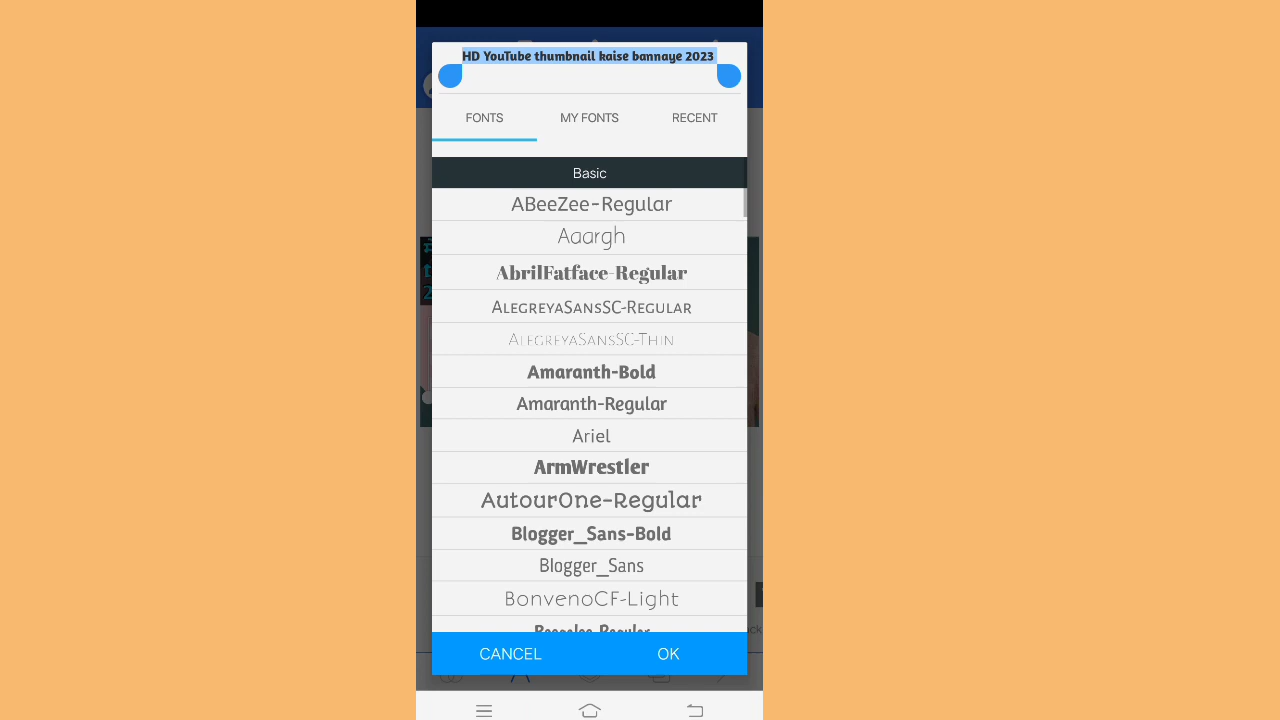 HD YouTube thumbnail kaise bannaye 2023
FONTS MY FONTS RECENT
Basic
ABeeZee-Regular
Aaargh
AbrilFatface-Regular
AlegreyaSansSC-Regular
AlegreyaSansSC-Thin
Amaranth-Bold
Amaranth-Regular
Ariel
ArmWrestler
AutourOne-Regular
Blogger_Sans-Bold
Blogger_Sans
BonvenoCF-Light
CANCEL OK